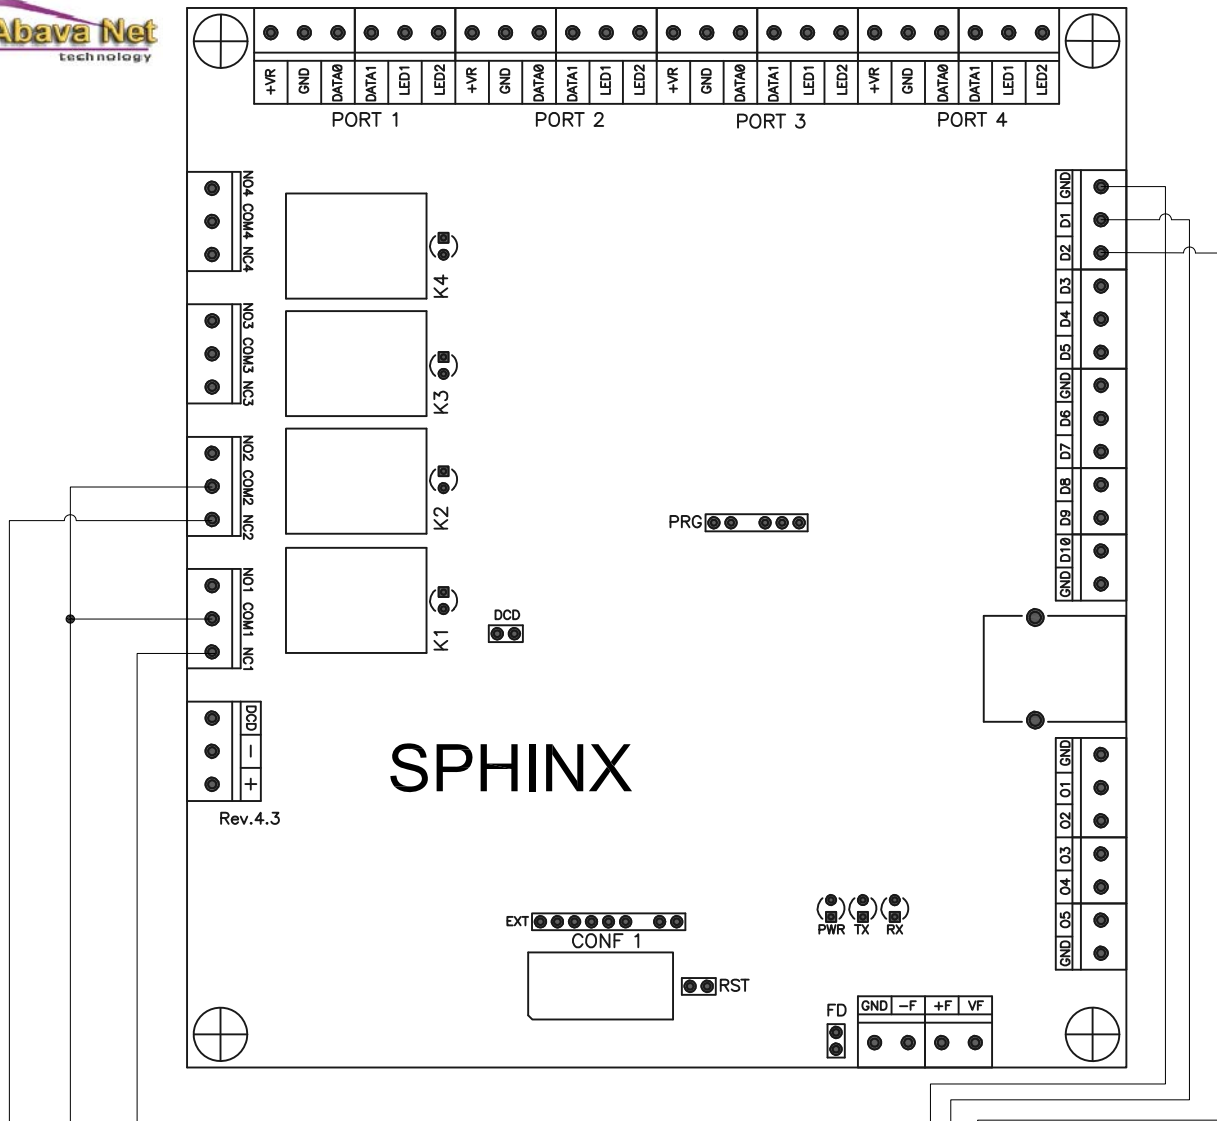 Abava Net
technology
+VR GND DATA0 DATA1 LED1 LED2 +VR GND DATA0 DATA1 LED1 LED2 +VR GND DATA0 DATA1 LED1 LED2 +VR GND DATA0 DATA1 LED1 LED2
PORT 1 PORT 2 PORT 3 PORT 4
NO4 COM4 NC4
K4
NO3 COM3 NC3
K3
NO2 COM2 NC2
K2
NO1 COM1 NC1
K1
DCD - +
Rev.4.3
DCD
PRG
SPHINX
GND D1 D2 D3 D4 D5 GND D6 D7 D8 D9 D10 GND
GND O1 O2 O3 O4 O5 GND
EXT
CONF 1
RST
PWR TX RX
FD
GND -F +F VF